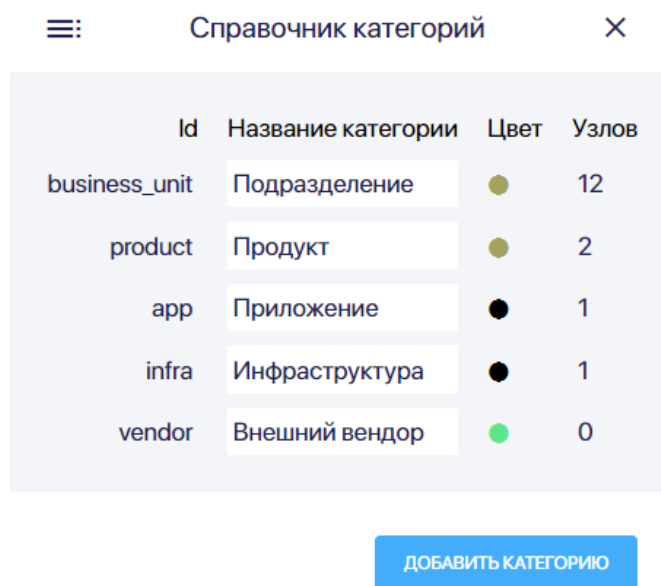 Справочник категорий
Id Название категории Цвет Узлов
business_unit Подразделение 12
product Продукт 2
app Приложение 1
infra Инфраструктура 1
vendor Внешний вендор 0
ДОБАВИТЬ КАТЕГОРИЮ